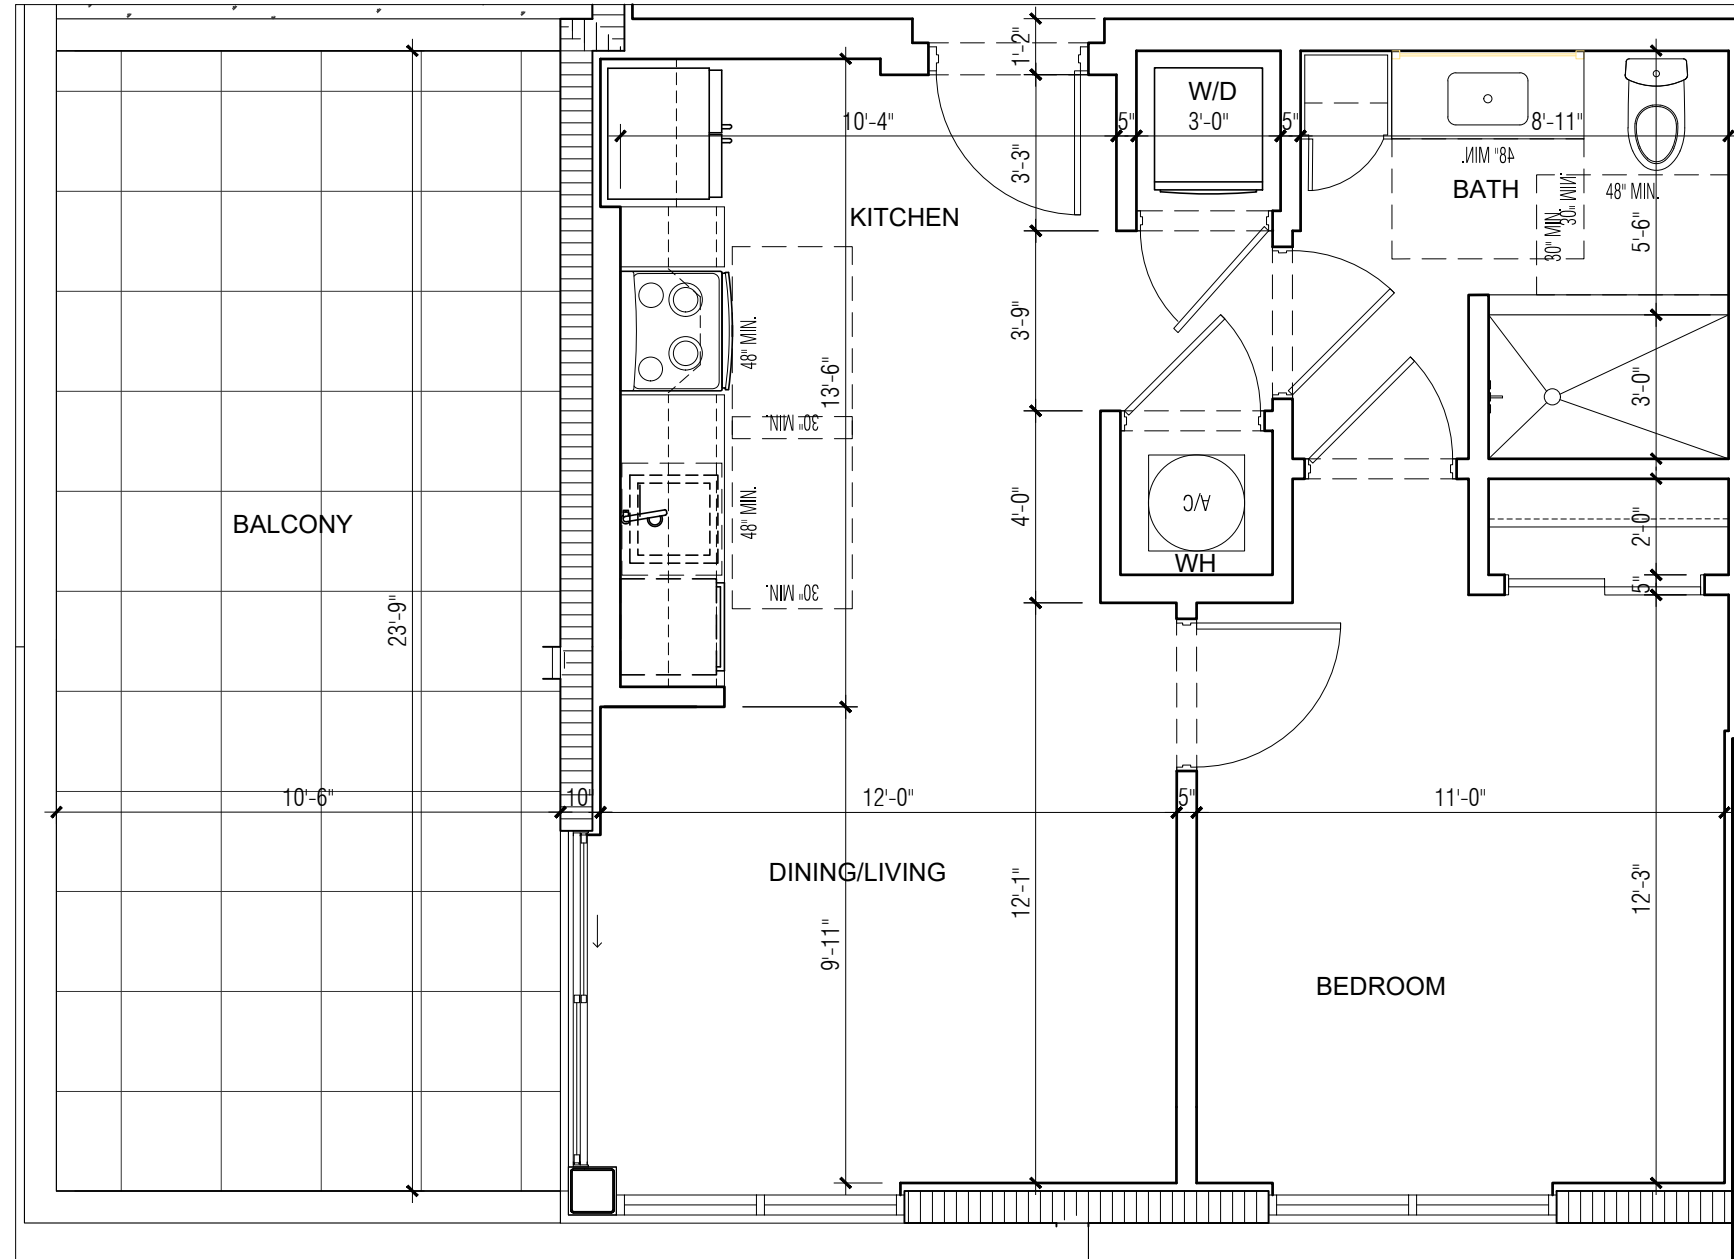 1'-2"
W/D
10'-4"
5"
3'-0"
5"
8'-11"
48" MIN.
3'-3"
BATH
30" MIN.
48" MIN.
KITCHEN
30" MIN.
5'-6"
3'-9"
48" MIN.
13'-6"
3'-0"
30" MIN.
A/C
4'-0"
48" MIN.
BALCONY
2'-0"
WH
5"
30" MIN.
23'-9"
10'-6"
10"
12'-0"
5"
11'-0"
DINING/LIVING
12'-1"
12'-3"
9'-11"
BEDROOM